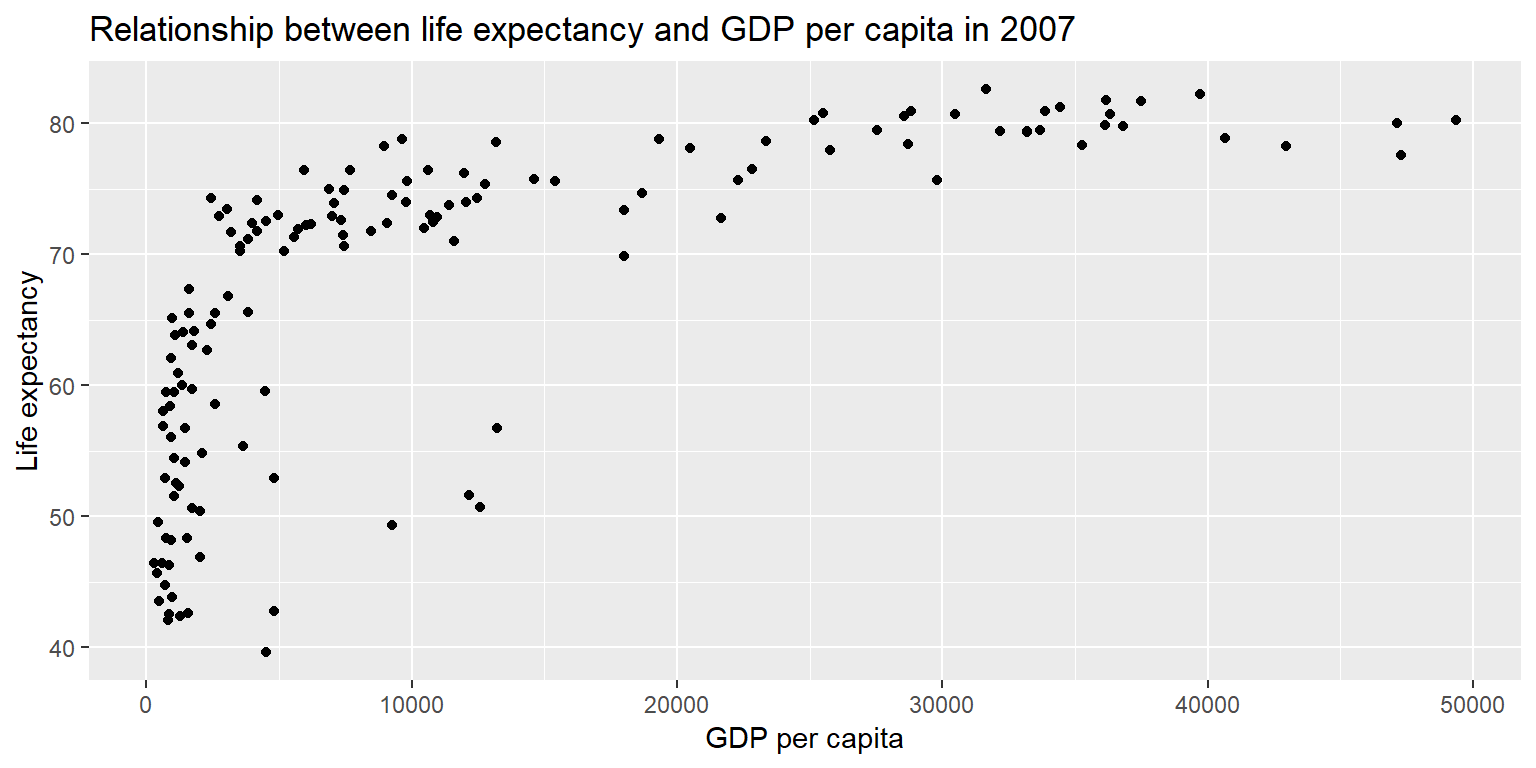 Relationship between life expectancy and GDP per capita in 2007
Life expectancy
80
70
60
50
40
0 10000 20000 30000 40000 50000
GDP per capita